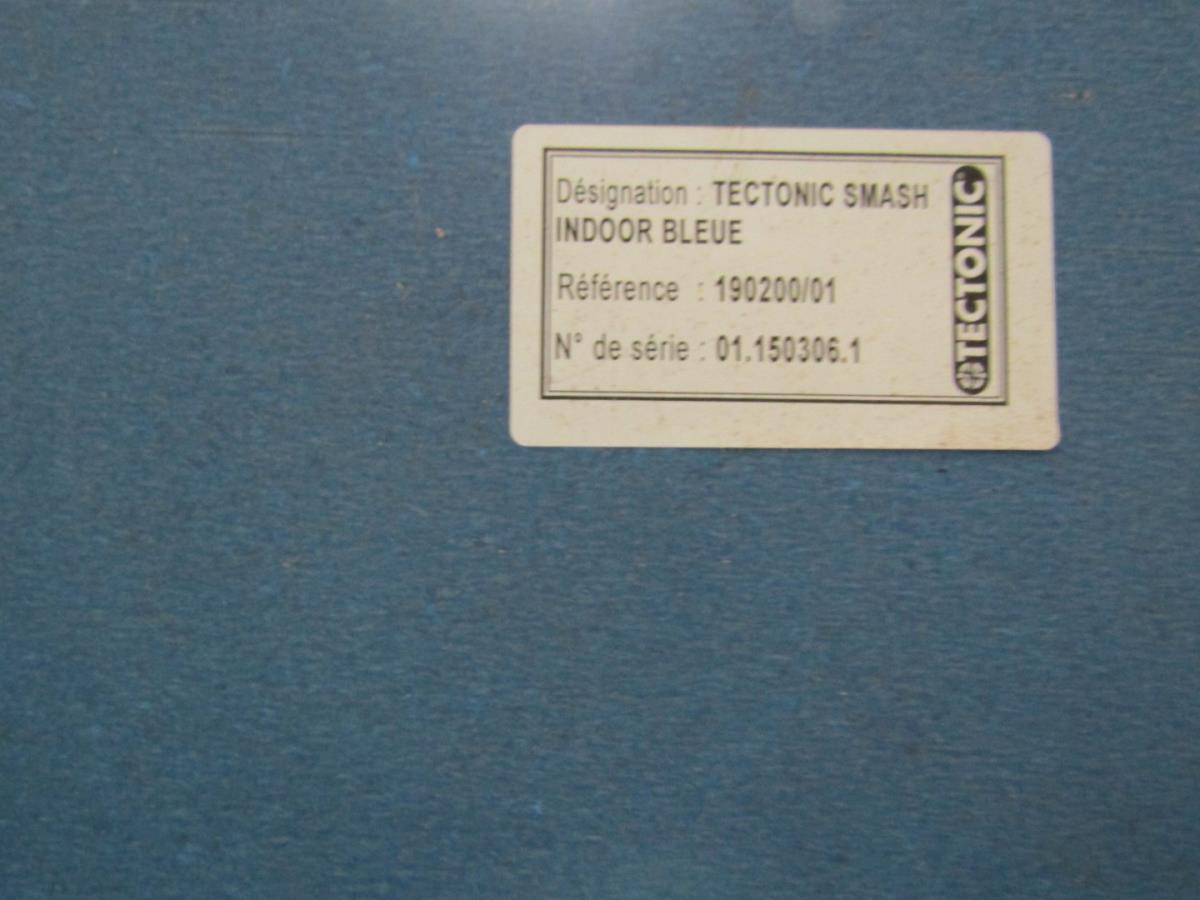 Désignation : TECTONIC SMASH
INDOOR BLEUE
Référence : 190200/01
N° de série : 01.150306.1
TECTONIC